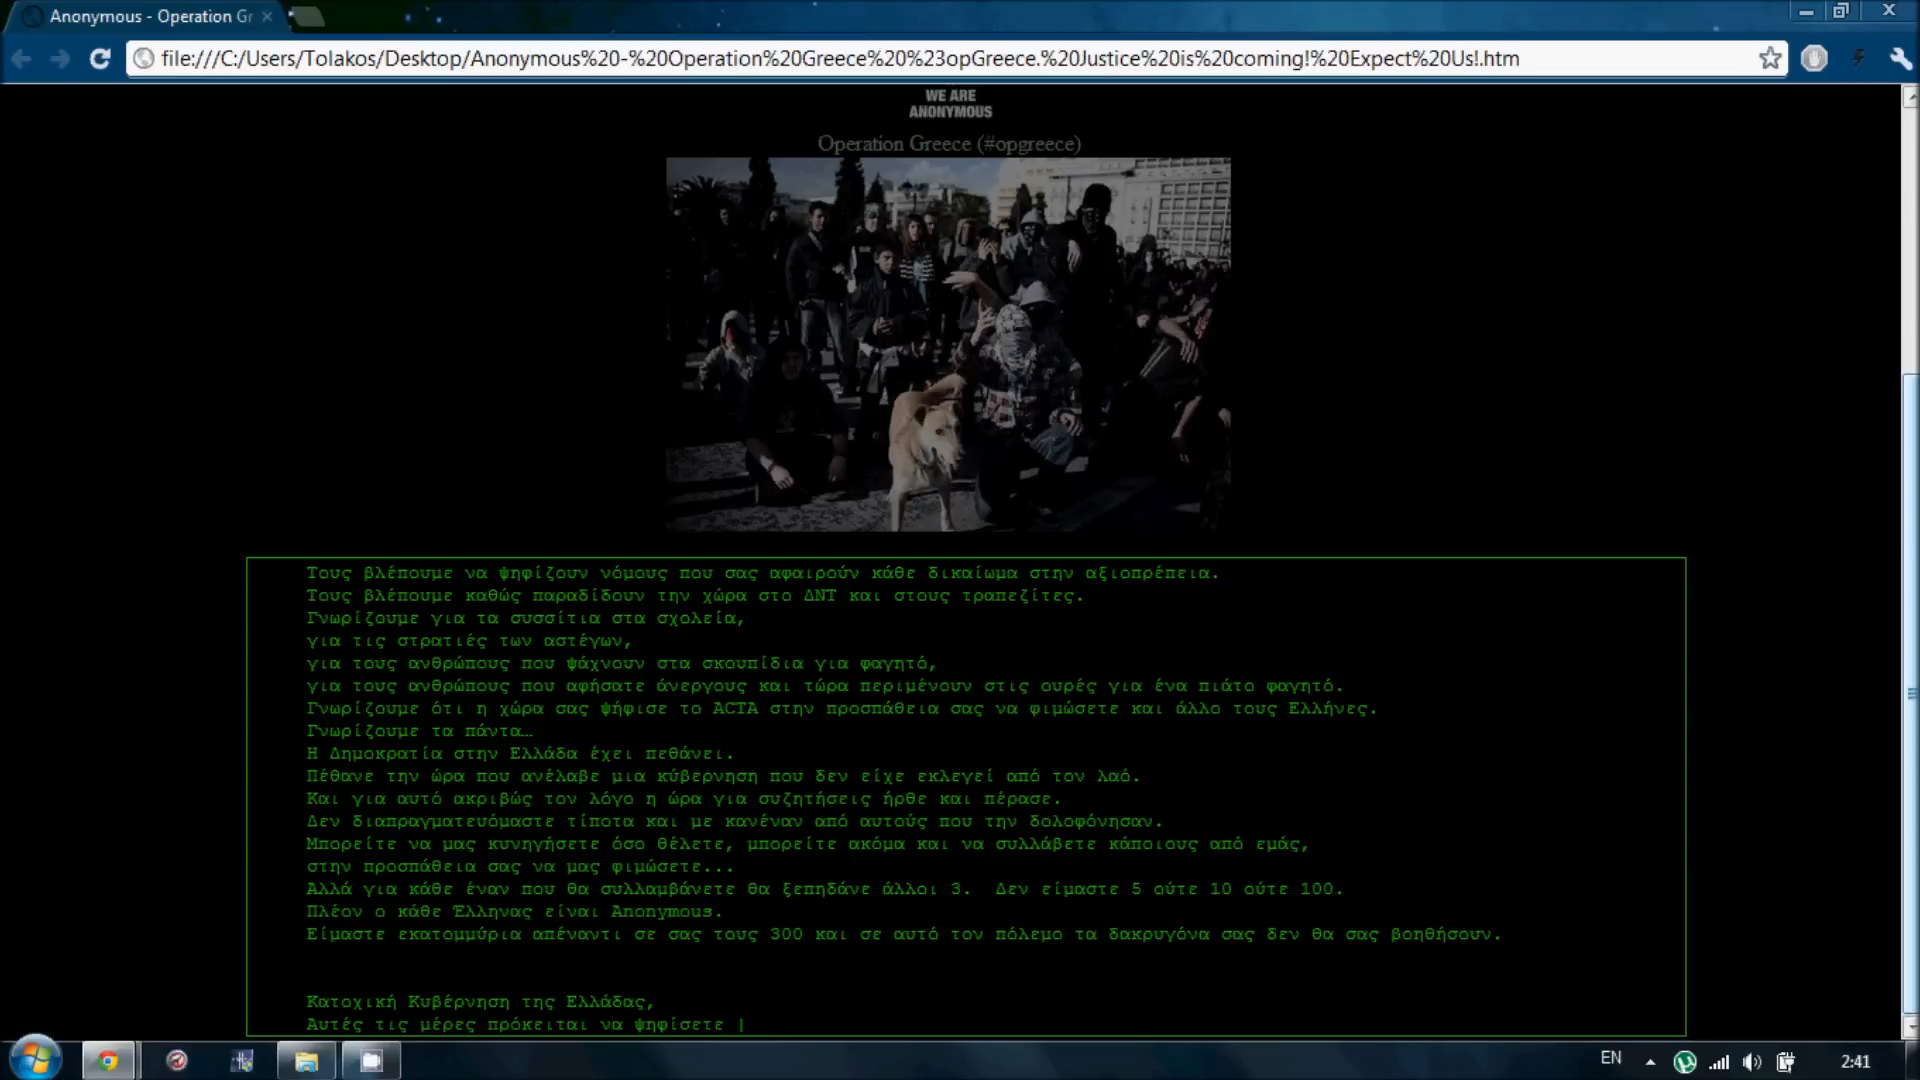 Anonymous - Operation Gr
file:///C:/Users/Tolakos/Desktop/Anonymous%20-%20Operation%20Greece%20%23opGreece.%20Justice%20is%20coming!%20Expect%20Us!.htm
WE ARE
ANONYMOUS
Operation Greece (#opgreece)
Τους βλέπουμε να ψηφίζουν νόμους που σας αφαιρούν κάθε δικαίωμα στην αξιοπρέπεια.
Τους βλέπουμε καθώς παραδίδουν την χώρα στο ΔΝΤ και στους τραπεζίτες.
Γνωρίζουμε για τα συσσίτια στα σχολεία,
για τις στρατιές των αστέγων,
για τους ανθρώπους που ψάχνουν στα σκουπίδια για φαγητό,
για τους ανθρώπους που αφήσατε άνεργους και τώρα περιμένουν στις ουρές για ένα πιάτο φαγητό.
Γνωρίζουμε ότι η χώρα σας ψήφισε το ACTA στην προσπάθεια σας να φιμώσετε και άλλο τους Ελλήνες.
Γνωρίζουμε τα πάντα…
Η Δημοκρατία στην Ελλάδα έχει πεθάνει.
Πέθανε την ώρα που ανέλαβε μια κύβερνηση που δεν είχε εκλεγεί από τον λαό.
Και για αυτό ακριβώς τον λόγο η ώρα για συζητήσεις ήρθε και πέρασε.
Δεν διαπραγματευόμαστε τίποτα και με κανέναν από αυτούς που την δολοφόνησαν.
Μπορείτε να μας κυνηγήσετε όσο θέλετε, μπορείτε ακόμα και να συλλάβετε κάποιους από εμάς,
στην προσπάθεια σας να μας φιμώσετε...
Αλλά για κάθε έναν που θα συλλαμβάνετε θα ξεπηδάνε άλλοι 3.  Δεν είμαστε 5 ούτε 10 ούτε 100.
Πλέον ο κάθε Έλληνας είναι Anonymous.
Είμαστε εκατομμύρια απέναντι σε σας τους 300 και σε αυτό τον πόλεμο τα δακρυγόνα σας δεν θα σας βοηθήσουν.
Κατοχική Κυβέρνηση της Ελλάδας,
Αυτές τις μέρες πρόκειται να ψηφίσετε |
EN
2:41